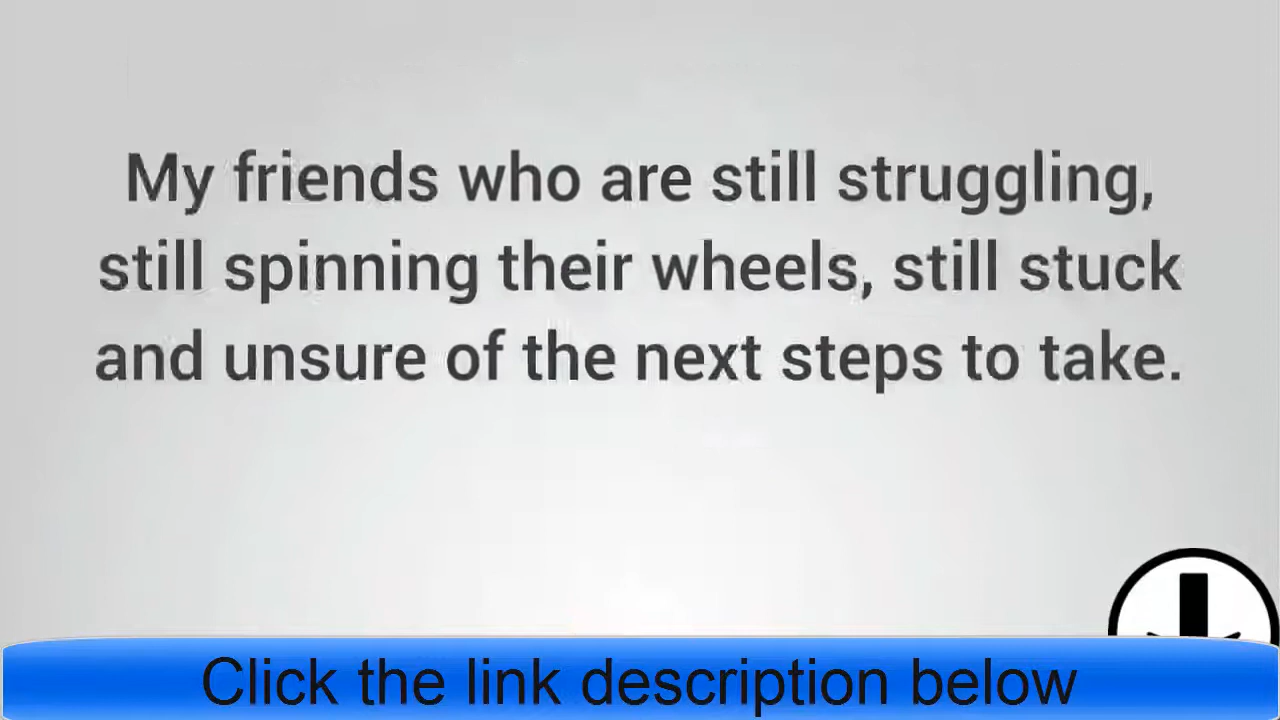 My friends who are still struggling,
still spinning their wheels, still stuck
and unsure of the next steps to take.
Click the link description below